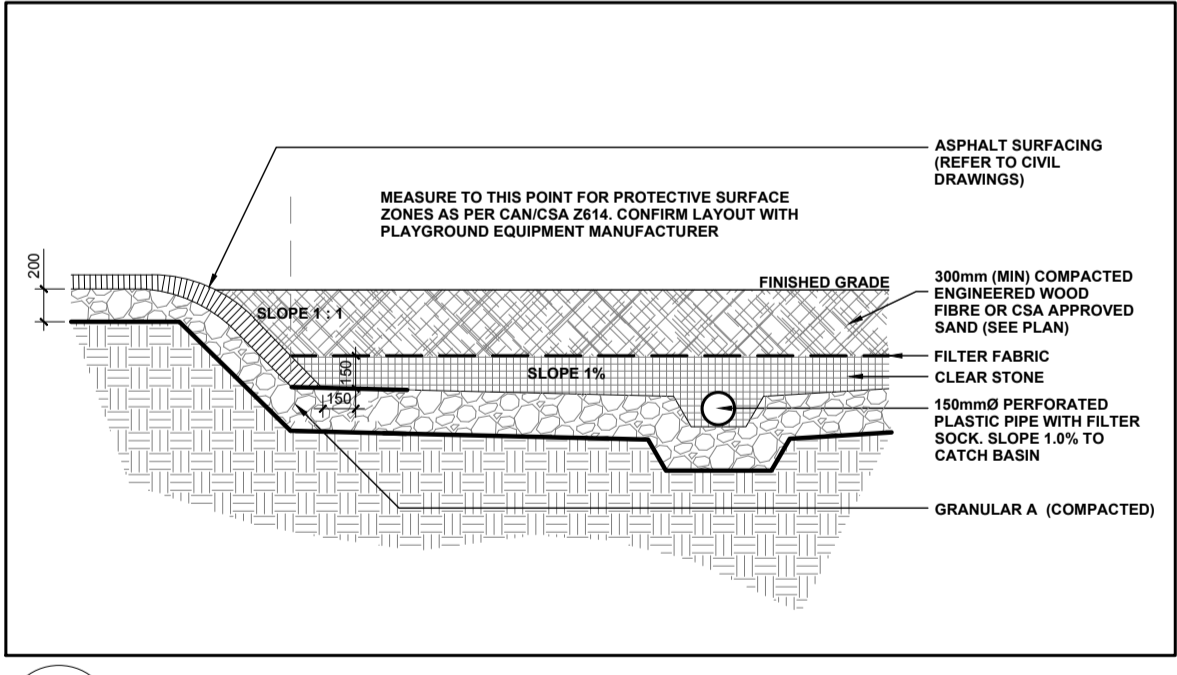 ASPHALT SURFACING
(REFER TO CIVIL
DRAWINGS)
MEASURE TO THIS POINT FOR PROTECTIVE SURFACE
ZONES AS PER CAN/CSA Z614. CONFIRM LAYOUT WITH
PLAYGROUND EQUIPMENT MANUFACTURER
200
FINISHED GRADE
300mm (MIN) COMPACTED
ENGINEERED WOOD
FIBRE OR CSA APPROVED
SAND (SEE PLAN)
SLOPE 1 : 1
FILTER FABRIC
150
SLOPE 1%
CLEAR STONE
150
150mmØ PERFORATED
PLASTIC PIPE WITH FILTER
SOCK. SLOPE 1.0% TO
CATCH BASIN
GRANULAR A (COMPACTED)